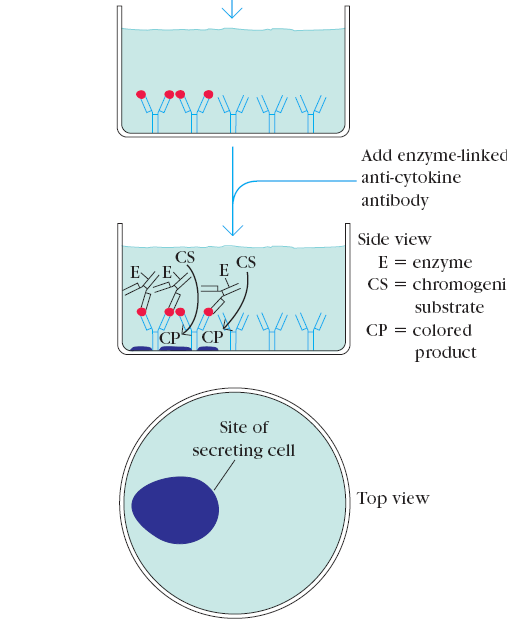 Add enzyme-linked
anti-cytokine
antibody
Side view
E = enzyme
CS = chromogeni
substrate
CP = colored
product
CS
E
E
E
CS
CP
CP
Site of
secreting cell
Top view